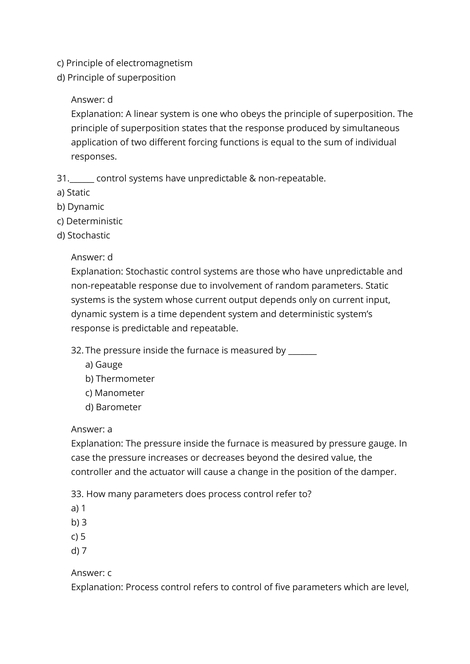 c) Principle of electromagnetism
d) Principle of superposition
Answer: d
Explanation: A linear system is one who obeys the principle of superposition. The
principle of superposition states that the response produced by simultaneous
application of two different forcing functions is equal to the sum of individual
responses.
31.______ control systems have unpredictable & non-repeatable.
a) Static
b) Dynamic
c) Deterministic
d) Stochastic
Answer: d
Explanation: Stochastic control systems are those who have unpredictable and
non-repeatable response due to involvement of random parameters. Static
systems is the system whose current output depends only on current input,
dynamic system is a time dependent system and deterministic system’s
response is predictable and repeatable.
32. The pressure inside the furnace is measured by _______
a) Gauge
b) Thermometer
c) Manometer
d) Barometer
Answer: a
Explanation: The pressure inside the furnace is measured by pressure gauge. In
case the pressure increases or decreases beyond the desired value, the
controller and the actuator will cause a change in the position of the damper.
33. How many parameters does process control refer to?
a) 1
b) 3
c) 5
d) 7
Answer: c
Explanation: Process control refers to control of five parameters which are level,